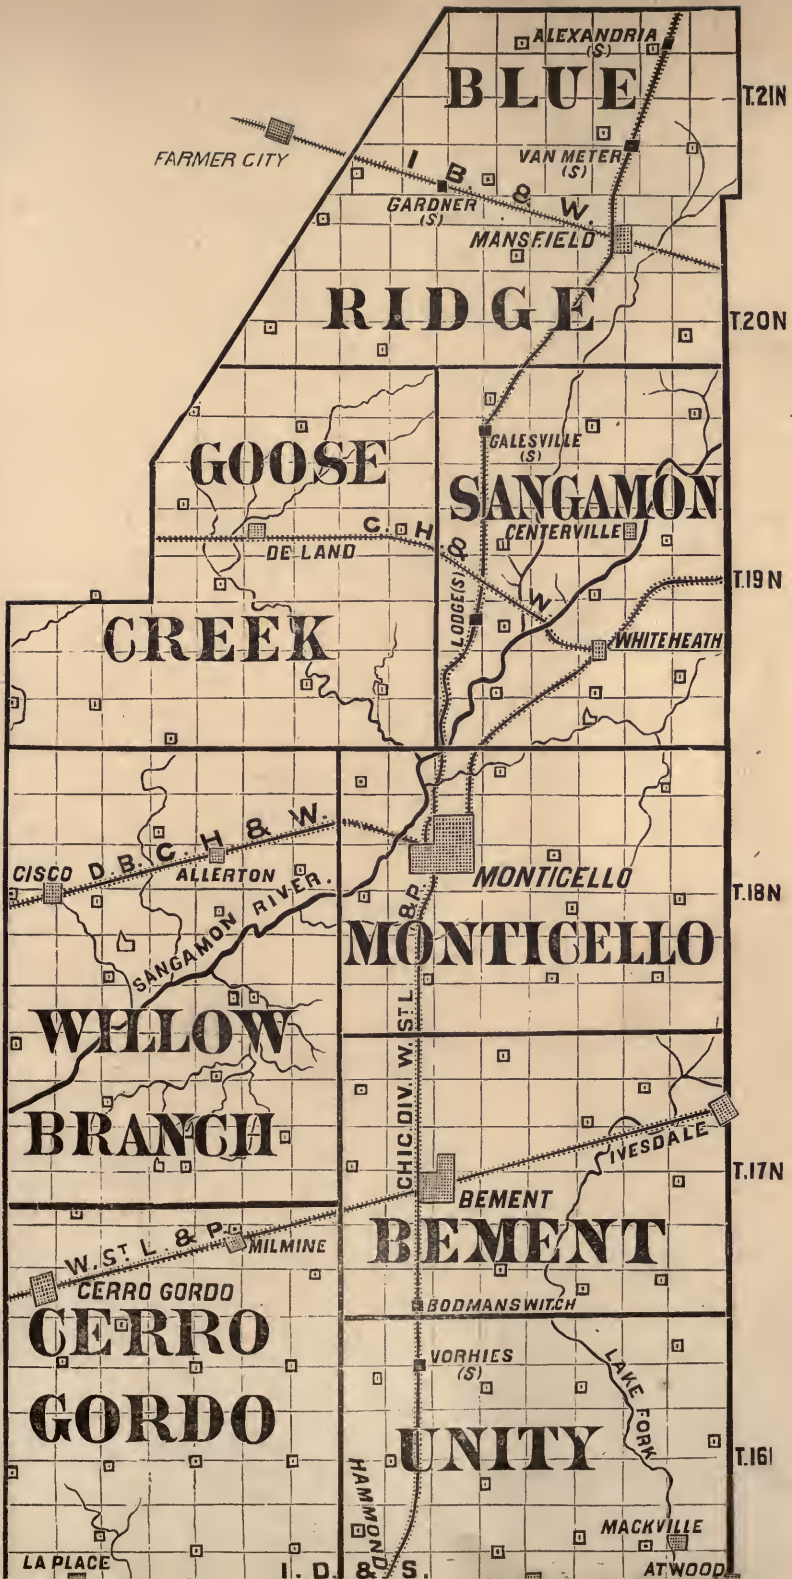 ALEXANDRIA
(S)
BLUE
T.21N
FARMER CITY
VAN METER
(S)
I. B. & W.
GARDNER
(S)
MANSFIELD
RIDGE
T.20N
GALESVILLE
(S)
GOOSE
SANGAMON
CENTERVILLE
C. H. & W.
DE LAND
T.19N
LODGE(S)
CREEK
WHITEHEATH
D. B. C. H & W.
CISCO
ALLERTON
MONTICELLO
T.18N
SANGAMON RIVER.
MONTICELLO
WILLOW
CHIC DIV. W. ST L & P.
BRANCH
IVESDALE
T.17N
BEMENT
BEMENT
W. ST L. & P.
MILMINE
CERRO GORDO
BODMANSWITCH
CERRO
VORHIES
(S)
LAKE FORK
GORDO
UNITY
T.16
HAMMOND
MACKVILLE
LA PLACE
I. D. & S.
ATWOOD